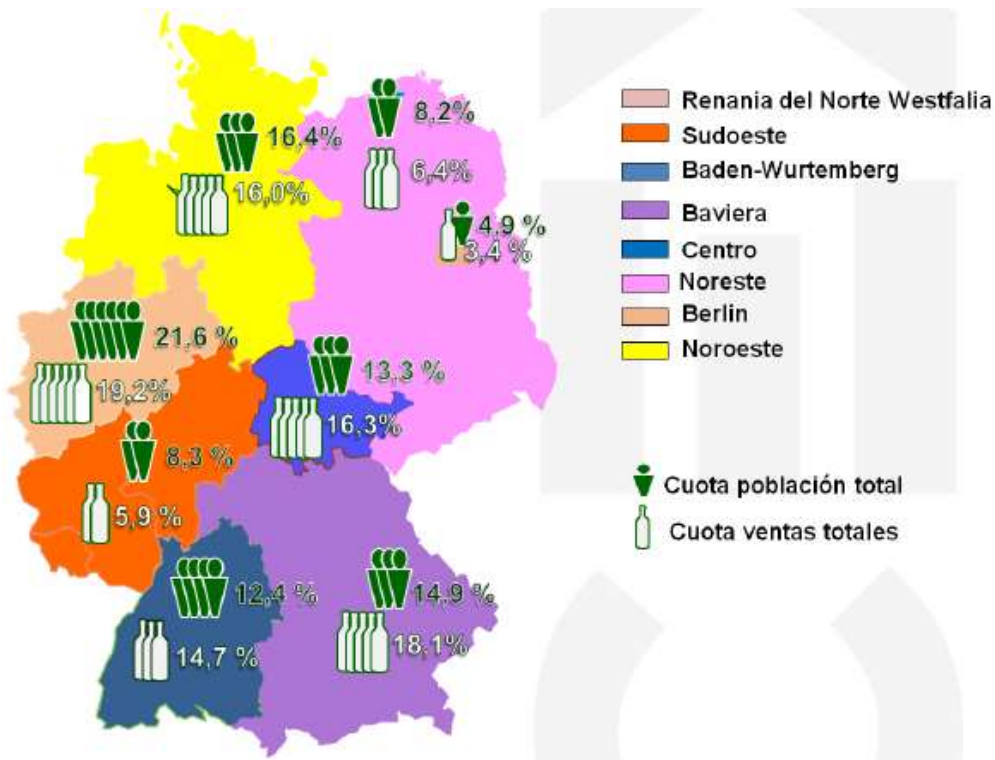 16,4%
16,0%
8,2%
6,4%
4,9 %
3,4 %
21,6 %
19,2%
13,3 %
16,3%
8,3 %
5,9 %
12,4 %
14,7 %
14,9 %
18,1%
Renania del Norte Westfalia
Sudoeste
Baden-Wurtemberg
Baviera
Centro
Noreste
Berlin
Noroeste
Cuota población total
Cuota ventas totales